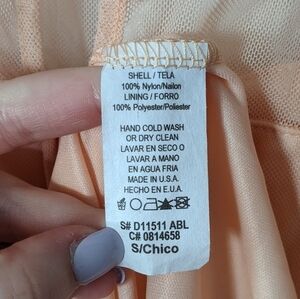 SHELL / TELA
100% Nylon/Nailon
LINING / FORRO
100% Polyester/Poliester
HAND COLD WASH
OR DRY CLEAN
LAVAR EN SECO O
LAVAR A MANO
EN AGUA FRIA
MADE IN U.S.A.
HECHO EN E.U.A.
S# D11511 ABL
C# 0814658
S/Chico